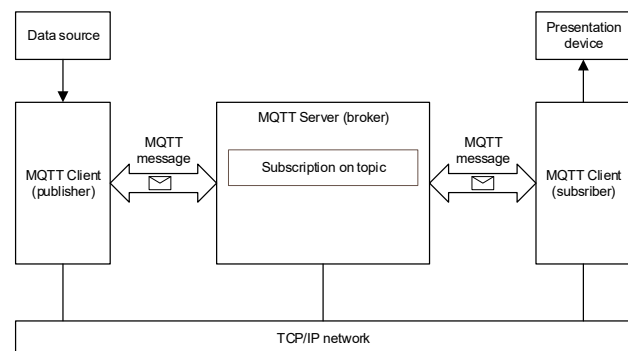 Data source
Presentation
device
MQTT Client
(publisher)
MQTT
message
MQTT Server (broker)
Subscription on topic
MQTT
message
MQTT Client
(subsriber)
TCP/IP network